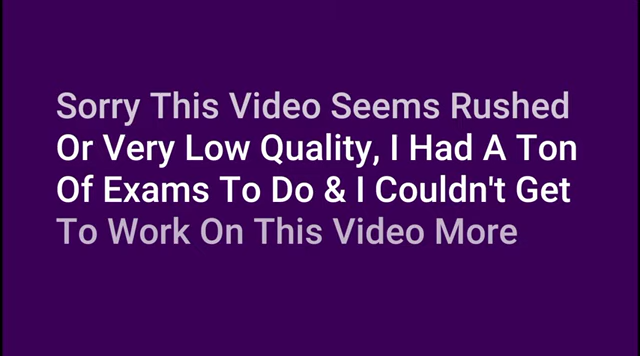 Sorry This Video Seems Rushed
Or Very Low Quality, I Had A Ton
Of Exams To Do & I Couldn't Get
To Work On This Video More